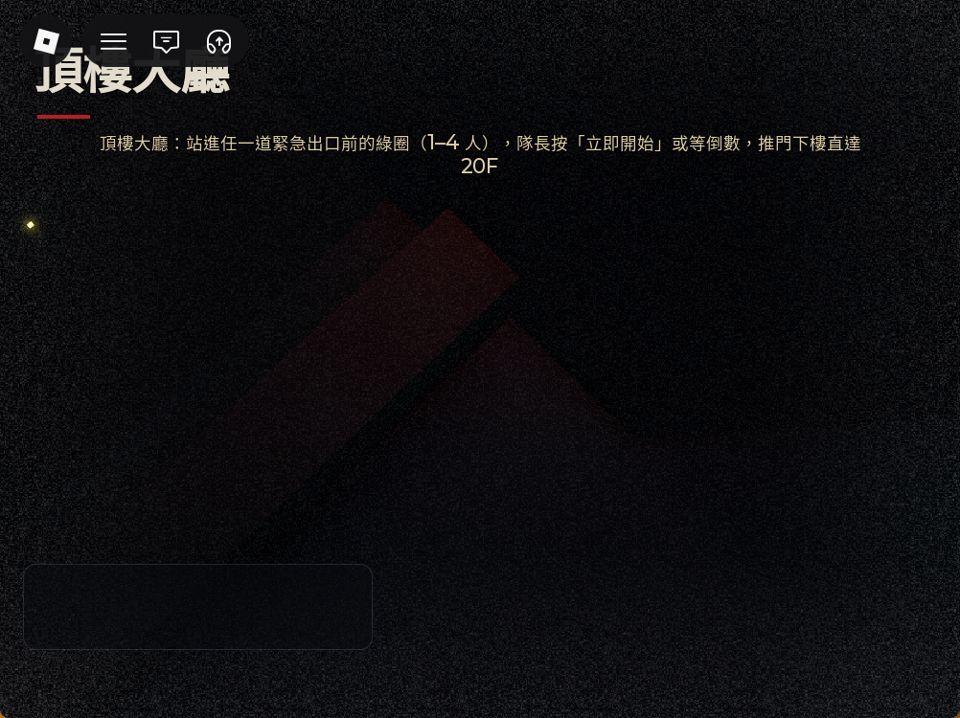 頂樓大廳
頂樓大廳：站進任一道緊急出口前的綠圈（1–4 人），隊長按「立即開始」或等倒數，推門下樓直達
20F